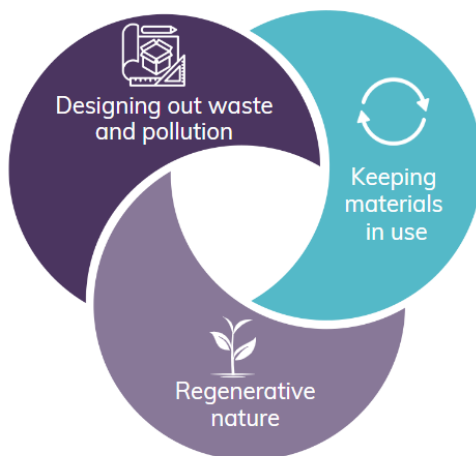 Designing out waste
and pollution
Keeping
materials
in use
Regenerative
nature